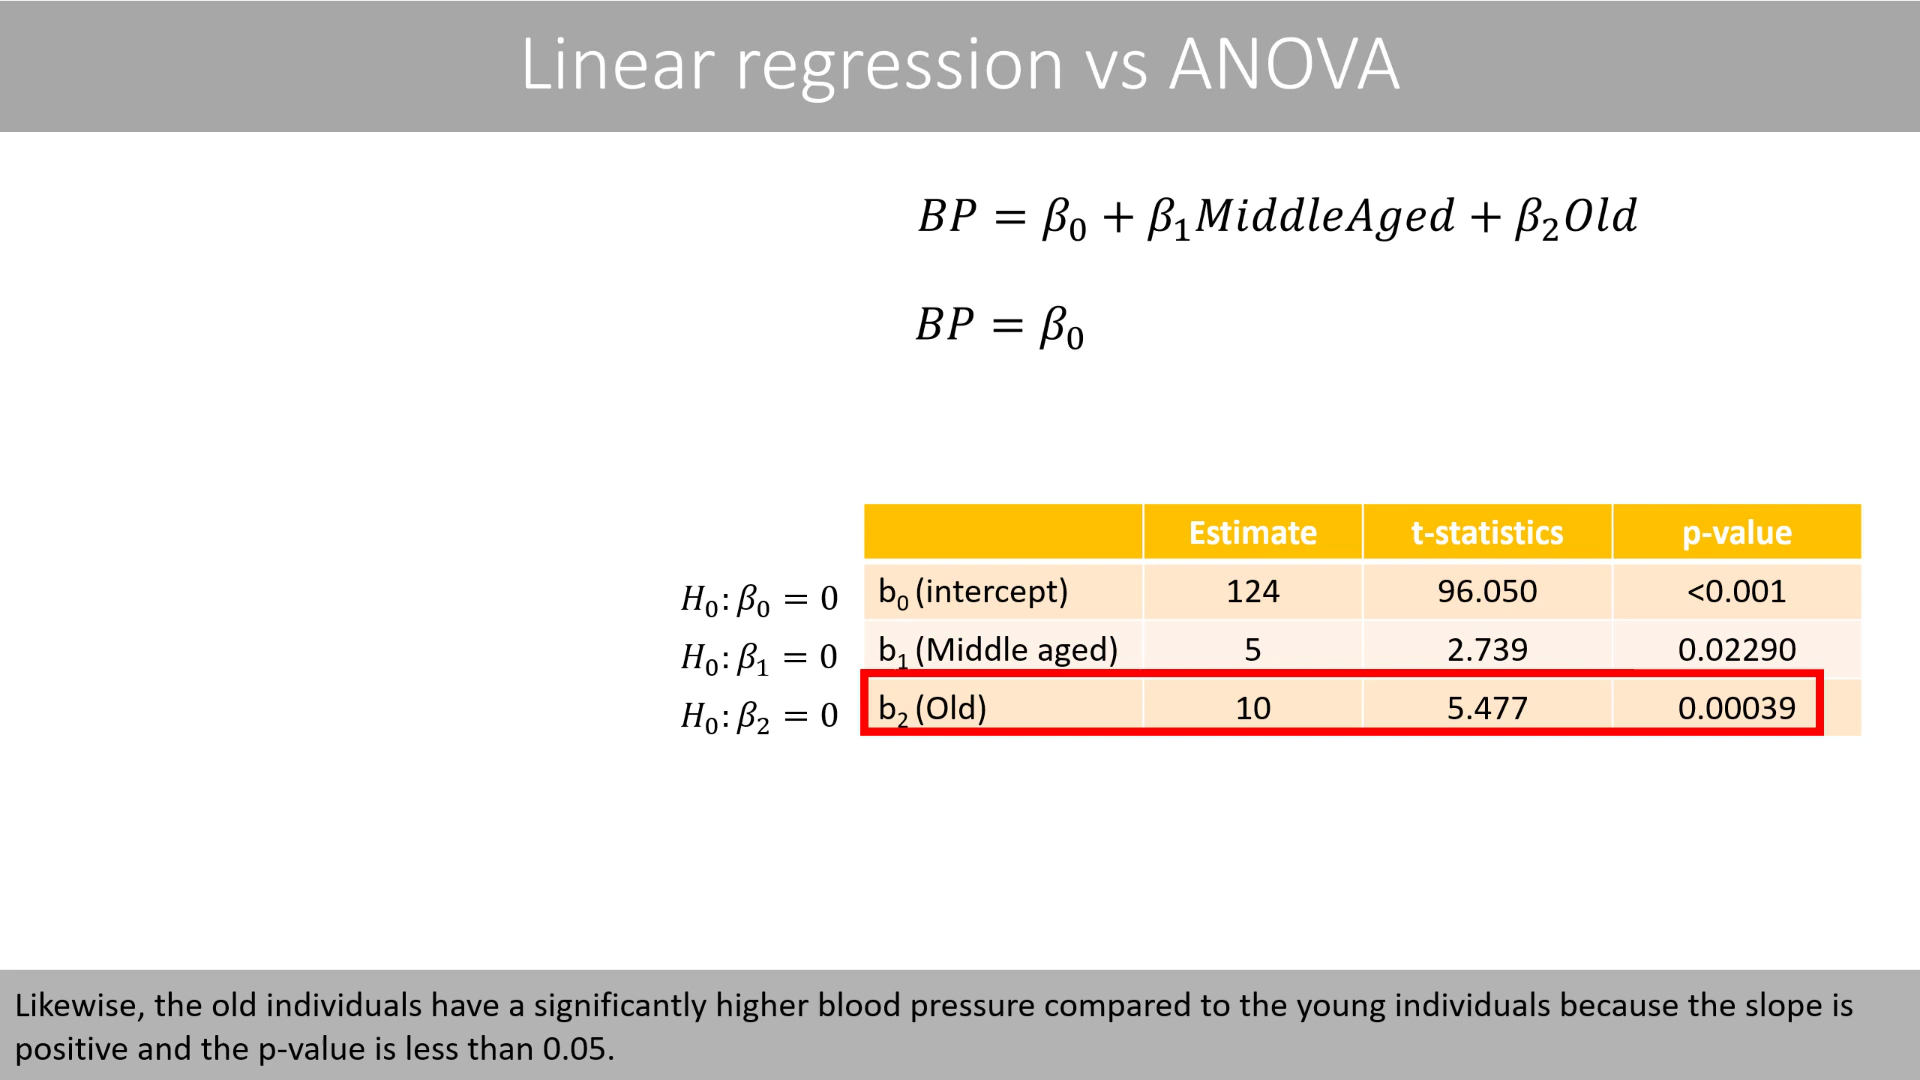 Linear regression vs ANOVA
BP = β₀ + β₁MiddleAged + β₂Old
BP = β₀
Estimate t-statistics p-value
H₀: β₀ = 0 b₀ (intercept) 124 96.050 <0.001
H₀: β₁ = 0 b₁ (Middle aged) 5 2.739 0.02290
H₀: β₂ = 0 b₂ (Old) 10 5.477 0.00039
Likewise, the old individuals have a significantly higher blood pressure compared to the young individuals because the slope is
positive and the p-value is less than 0.05.